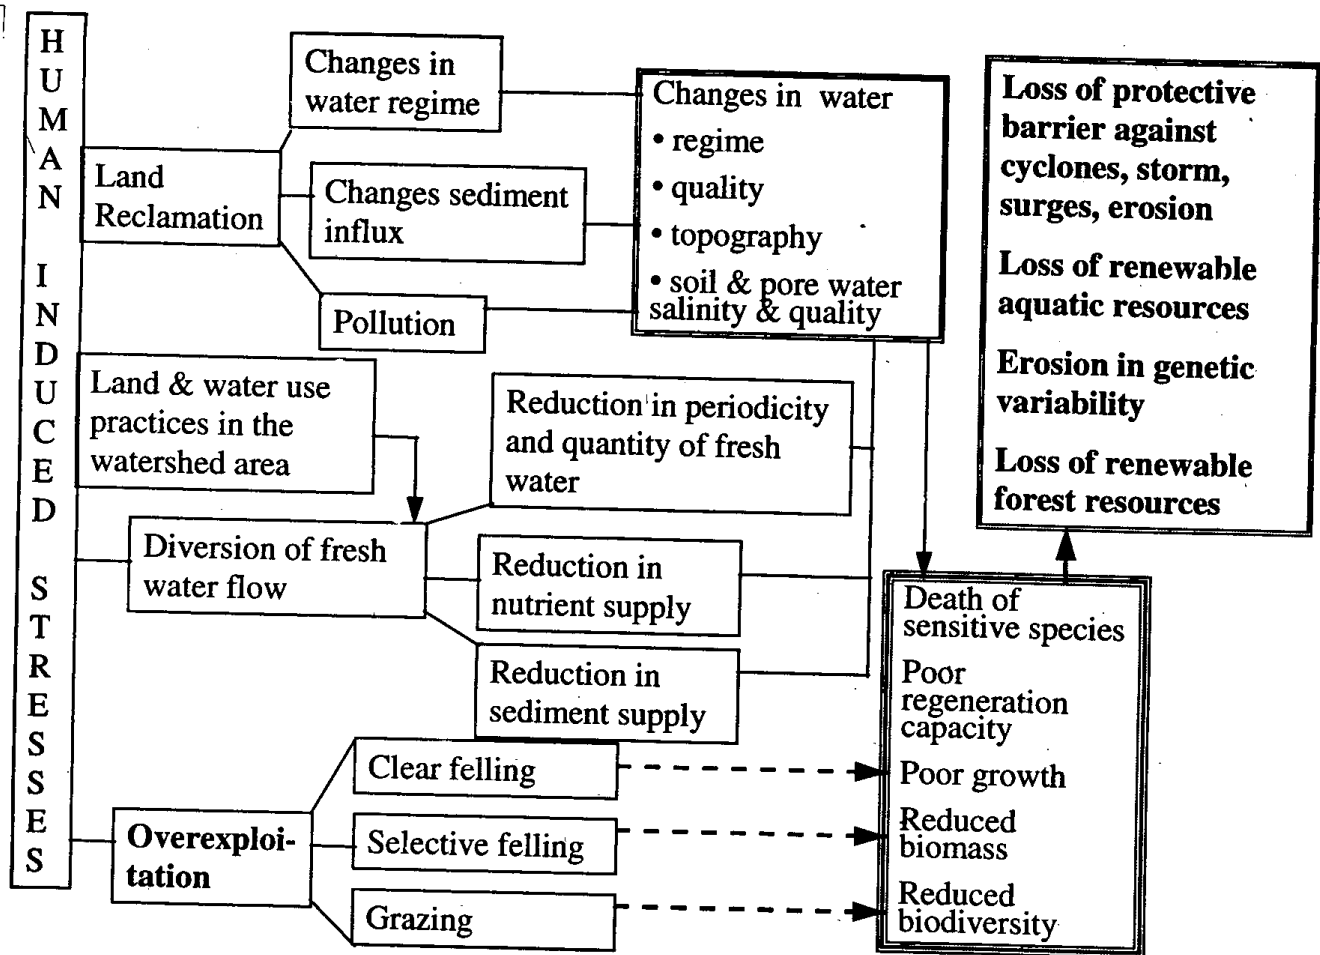 HUMAN INDUCED STRESSES
Changes in
water regime
Land
Reclamation
Changes sediment
influx
Pollution
Changes in water
• regime
• quality
• topography
• soil & pore water
salinity & quality
Loss of protective
barrier against
cyclones, storm,
surges, erosion
Loss of renewable
aquatic resources
Erosion in genetic
variability
Loss of renewable
forest resources
Land & water use
practices in the
watershed area
Reduction in periodicity
and quantity of fresh
water
Diversion of fresh
water flow
Reduction in
nutrient supply
Reduction in
sediment supply
Death of
sensitive species
Poor
regeneration
capacity
Poor growth
Reduced
biomass
Reduced
biodiversity
Overexploi-
tation
Clear felling
Selective felling
Grazing